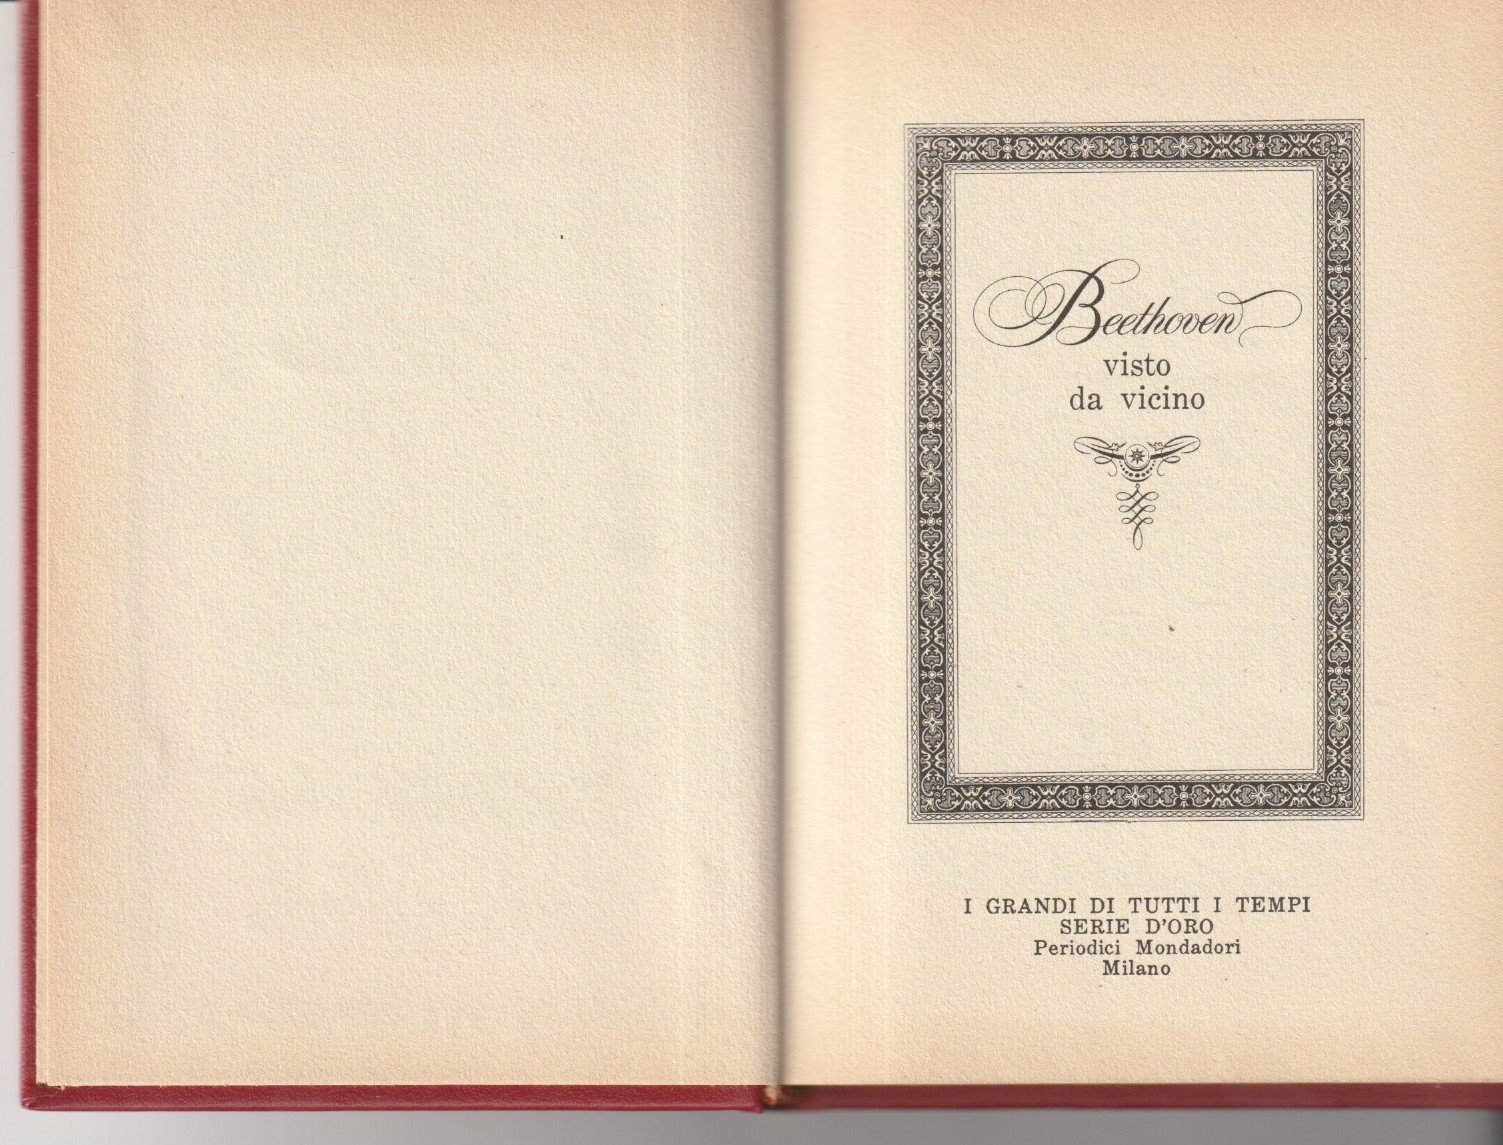 Beethoven
visto
da vicino
I GRANDI DI TUTTI I TEMPI
SERIE D'ORO
Periodici Mondadori
Milano